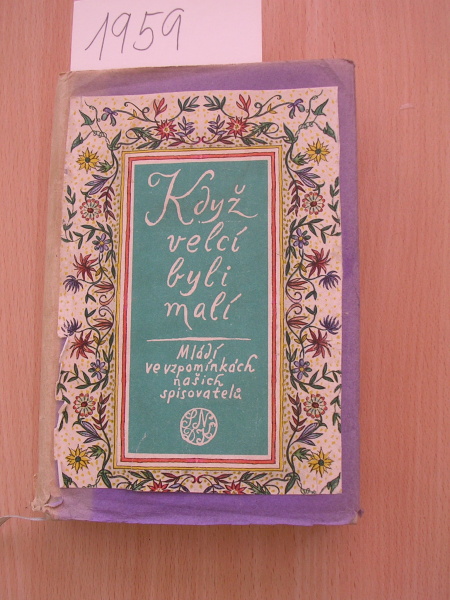 1959
Když
velcí
byli
malí
Mládí
ve vzpomínkách
našich
spisovatelů